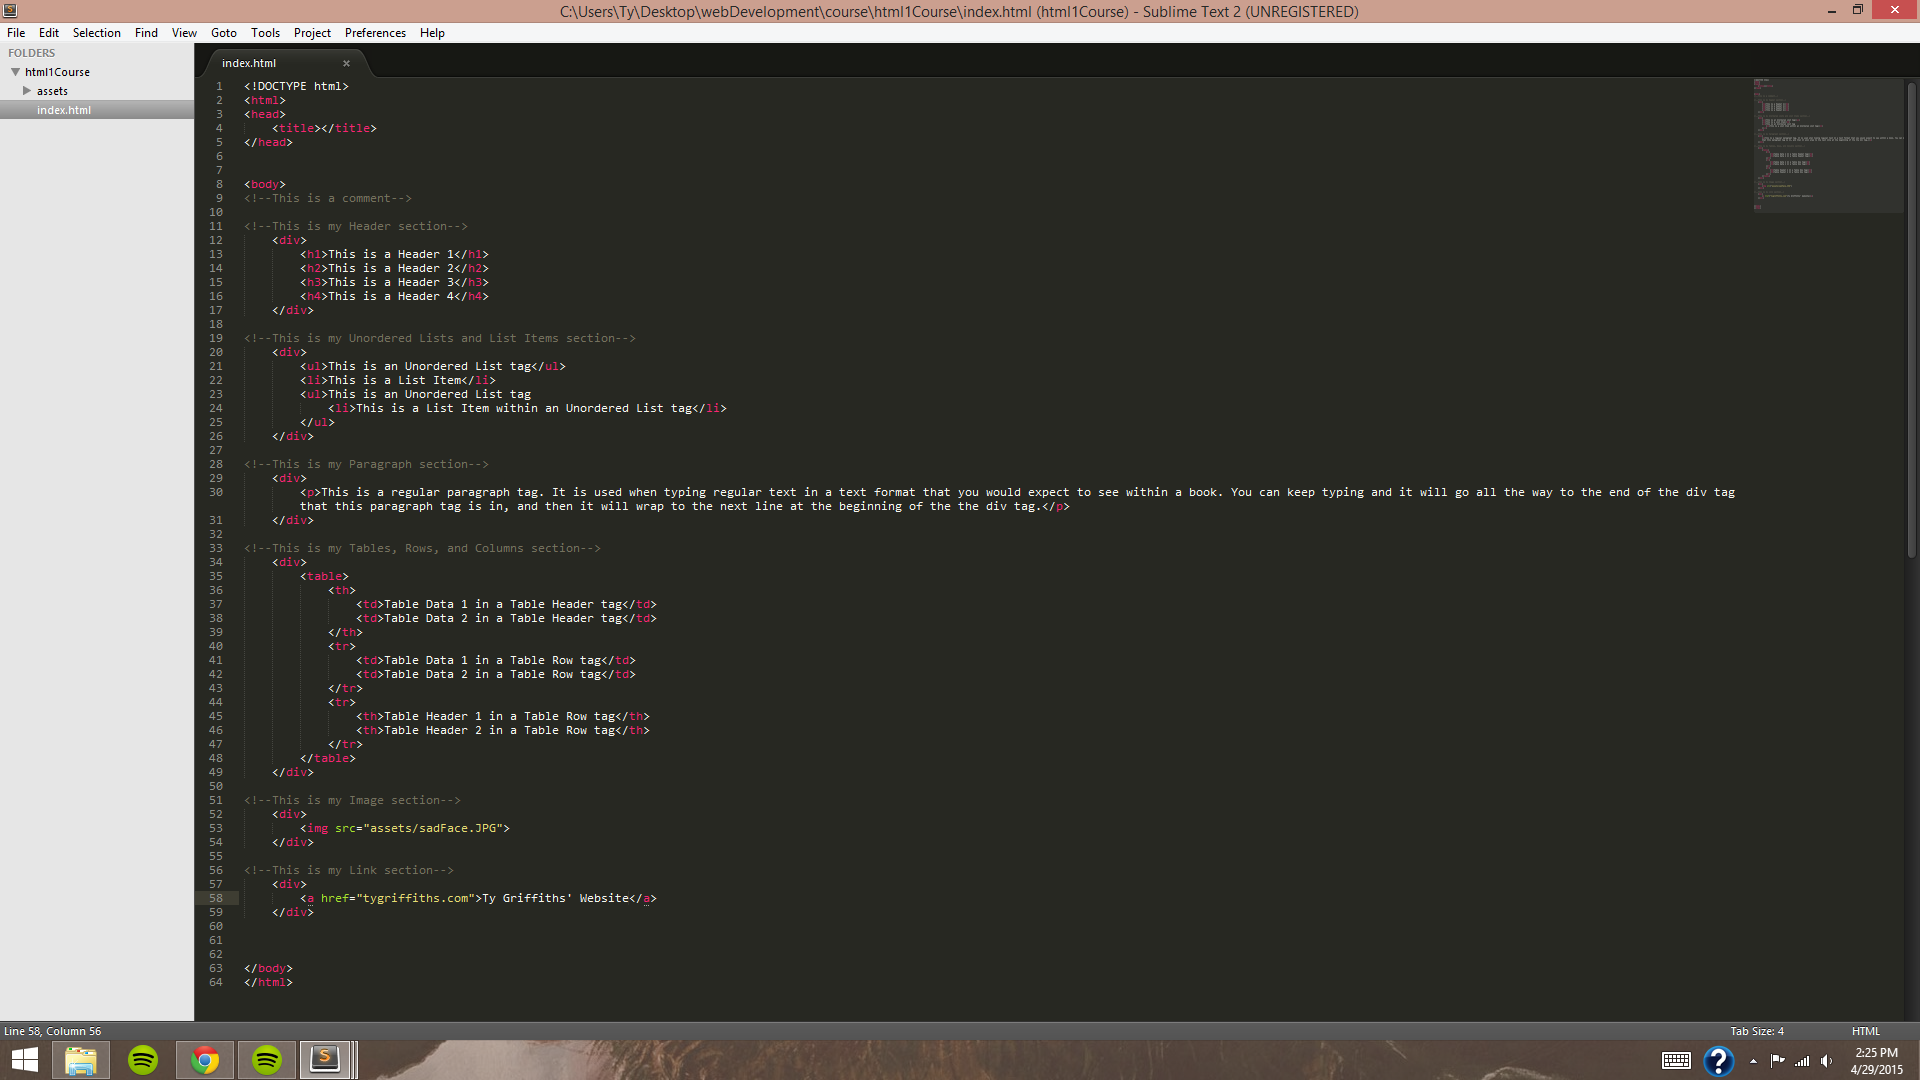 C:\Users\Ty\Desktop\webDevelopment\course\html1Course\index.html (html1Course) - Sublime Text 2 (UNREGISTERED)
File Edit Selection Find View Goto Tools Project Preferences Help
FOLDERS
html1Course
assets
index.html
index.html
1 <!DOCTYPE html>
2 <html>
3 <head>
4 <title></title>
5 </head>
6
7
8 <body>
9 <!--This is a comment-->
10
11 <!--This is my Header section-->
12 <div>
13 <h1>This is a Header 1</h1>
14 <h2>This is a Header 2</h2>
15 <h3>This is a Header 3</h3>
16 <h4>This is a Header 4</h4>
17 </div>
18
19 <!--This is my Unordered Lists and List Items section-->
20 <div>
21 <ul>This is an Unordered List tag</ul>
22 <li>This is a List Item</li>
23 <ul>This is an Unordered List tag
24 <li>This is a List Item within an Unordered List tag</li>
25 </ul>
26 </div>
27
28 <!--This is my Paragraph section-->
29 <div>
30 <p>This is a regular paragraph tag. It is used when typing regular text in a text format that you would expect to see within a book. You can keep typing and it will go all the way to the end of the div tag
that this paragraph tag is in, and then it will wrap to the next line at the beginning of the the div tag.</p>
31 </div>
32
33 <!--This is my Tables, Rows, and Columns section-->
34 <div>
35 <table>
36 <th>
37 <td>Table Data 1 in a Table Header tag</td>
38 <td>Table Data 2 in a Table Header tag</td>
39 </th>
40 <tr>
41 <td>Table Data 1 in a Table Row tag</td>
42 <td>Table Data 2 in a Table Row tag</td>
43 </tr>
44 <tr>
45 <th>Table Header 1 in a Table Row tag</th>
46 <th>Table Header 2 in a Table Row tag</th>
47 </tr>
48 </table>
49 </div>
50
51 <!--This is my Image section-->
52 <div>
53 <img src="assets/sadFace.JPG">
54 </div>
55
56 <!--This is my Link section-->
57 <div>
58 <a href="tygriffiths.com">Ty Griffiths' Website</a>
59 </div>
60
61
62
63 </body>
64 </html>
Line 58, Column 56
Tab Size: 4
HTML
2:25 PM
4/29/2015